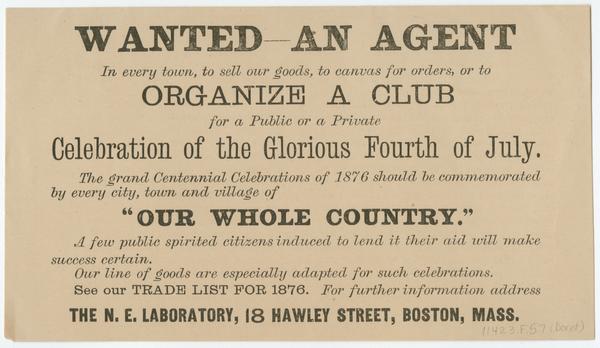 WANTED—AN AGENT
In every town, to sell our goods, to canvas for orders, or to
ORGANIZE A CLUB
for a Public or a Private
Celebration of the Glorious Fourth of July.
The grand Centennial Celebrations of 1876 should be commemorated
by every city, town and village of
“OUR WHOLE COUNTRY.”
A few public spirited citizens induced to lend it their aid will make
success certain.
Our line of goods are especially adapted for such celebrations.
See our TRADE LIST FOR 1876. For further information address
THE N. E. LABORATORY, 18 HAWLEY STREET, BOSTON, MASS.
11423.F.57 (Doret)